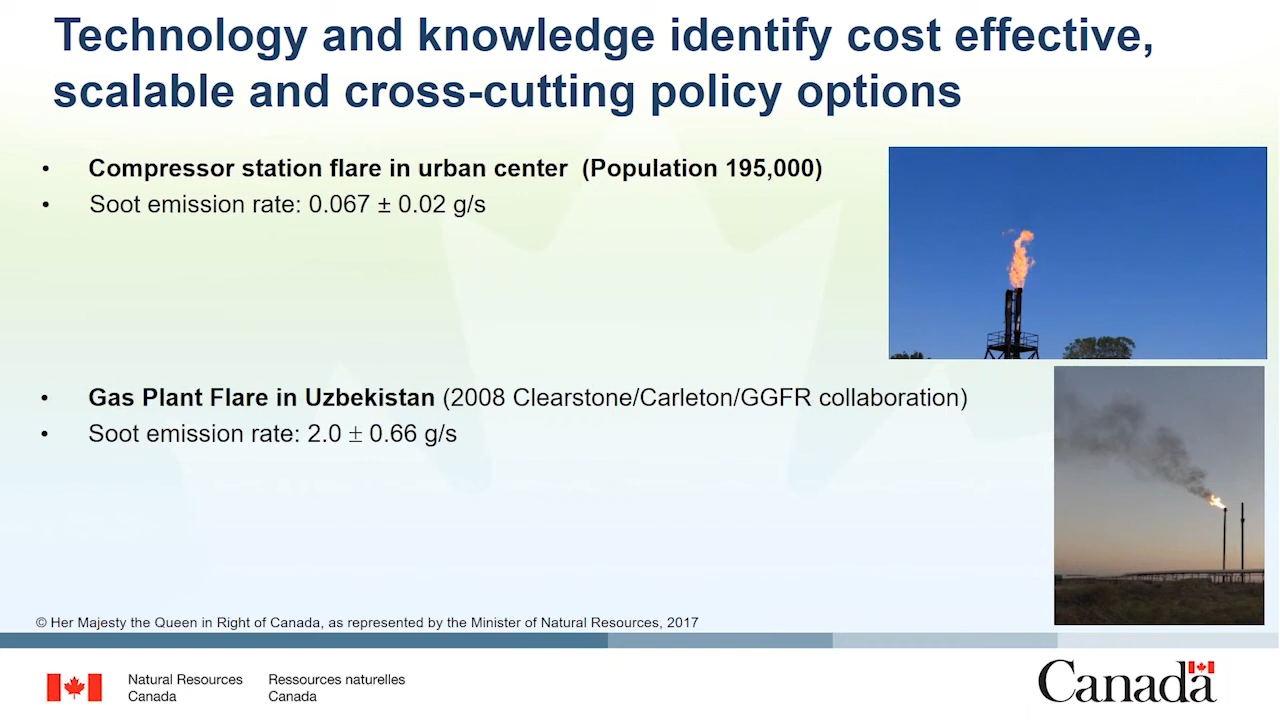 Technology and knowledge identify cost effective,
scalable and cross-cutting policy options
• Compressor station flare in urban center (Population 195,000)
• Soot emission rate: 0.067 ± 0.02 g/s
• Gas Plant Flare in Uzbekistan (2008 Clearstone/Carleton/GGFR collaboration)
• Soot emission rate: 2.0 ± 0.66 g/s
© Her Majesty the Queen in Right of Canada, as represented by the Minister of Natural Resources, 2017
Natural Resources
Canada
Ressources naturelles
Canada
Canada